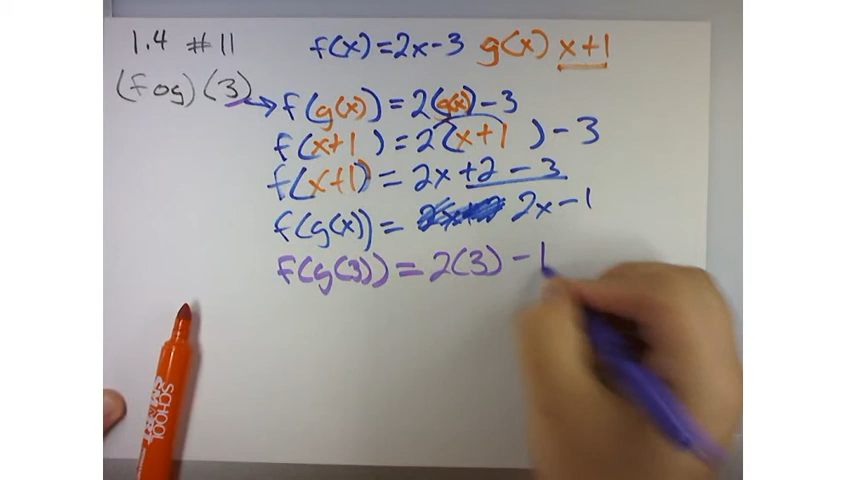 1.4 #11 f(x)=2x-3 g(x) x+1
(fog)(3)
f(g(x))=2(g(x))-3
f(x+1)=2(x+1)-3
f(x+1)=2x+2-3
f(g(x))= 2x-1
f(g(3))=2(3)-1
SCHOOL